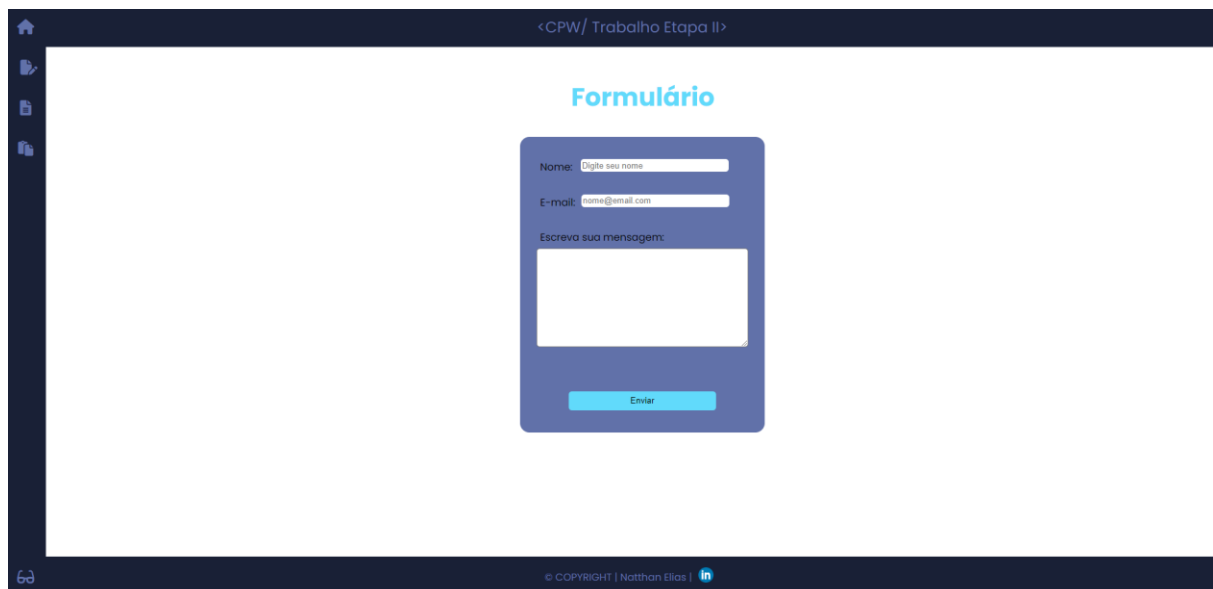 <CPW/ Trabalho Etapa II>
Formulário
Nome: Digite seu nome
E-mail: nome@email.com
Escreva sua mensagem:
Enviar
© COPYRIGHT | Natthan Elias | in